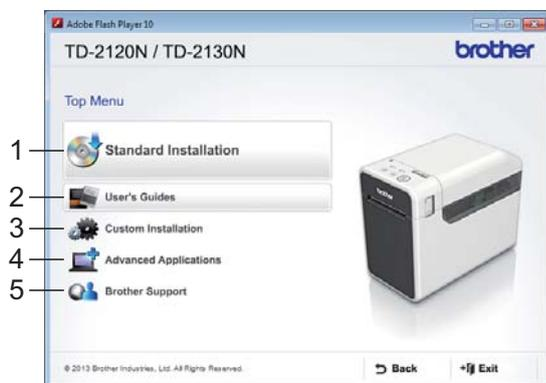 Adobe Flash Player 10
TD-2120N / TD-2130N
brother
Top Menu
1 Standard Installation
2 User's Guides
3 Custom Installation
4 Advanced Applications
5 Brother Support
© 2013 Brother Industries, Ltd. All Rights Reserved.
Back
Exit